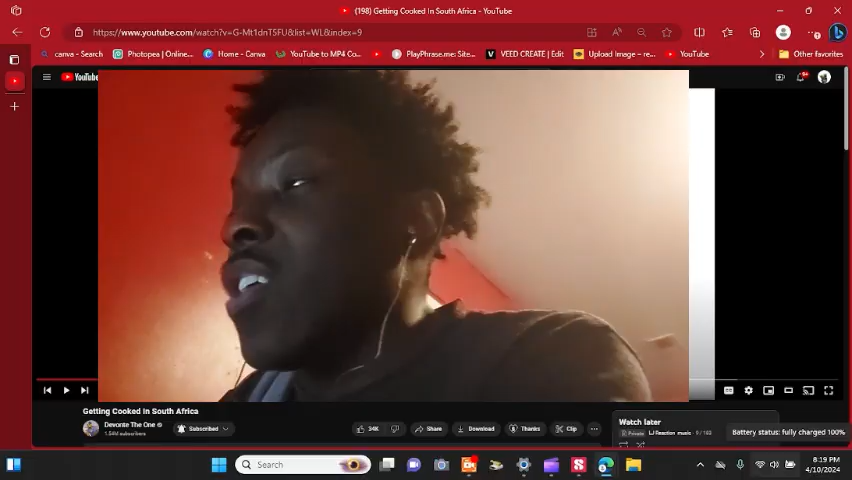 (198) Getting Cooked In South Africa - YouTube
https://www.youtube.com/watch?v=G-Mt1dnT5FU&list=WL&index=9
canva - Search
Photopea | Online...
Home - Canva
YouTube to MP4 Co...
PlayPhrase.me: Site...
VEED CREATE | Edit
Upload Image – re...
YouTube
Other favorites
YouTube
9+
Getting Cooked In South Africa
Devonte The One
1.54M subscribers
Subscribed
34K
Share
Download
Thanks
Clip
Watch later
Private
Reaction music
Battery status: fully charged 100%
Search
8:19 PM
4/10/2024